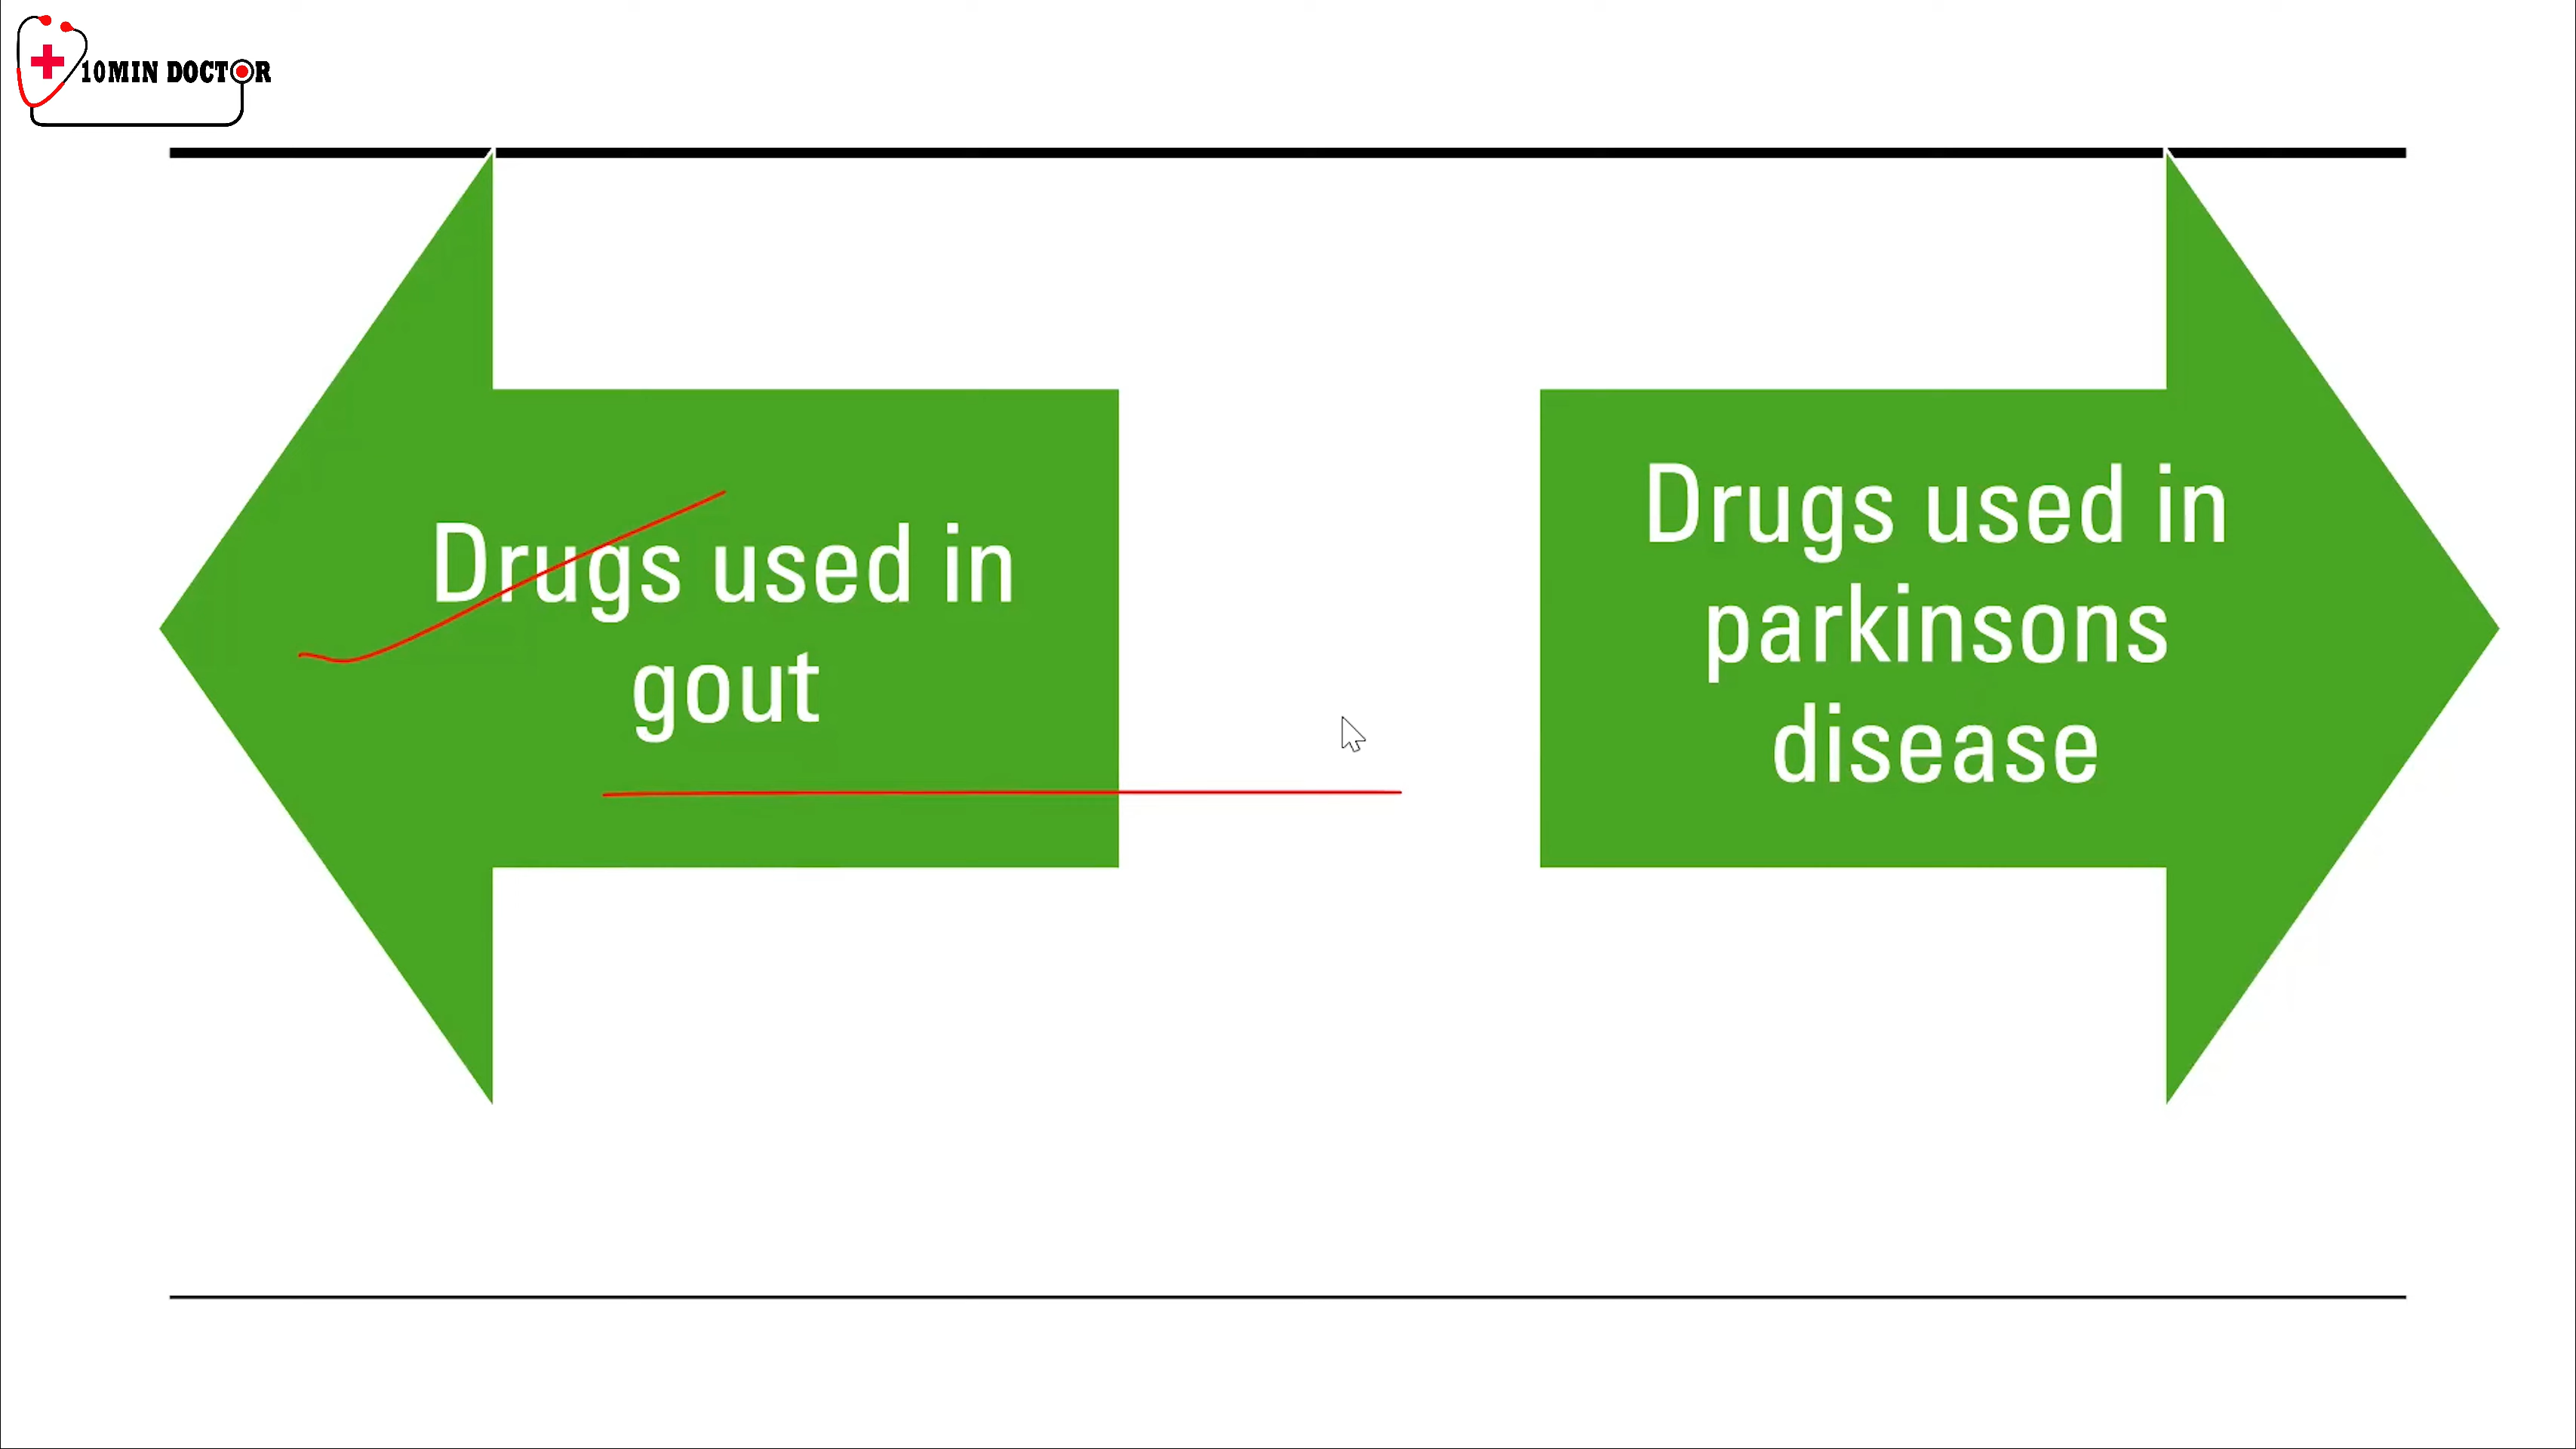 10MIN DOCTOR
Drugs used in
gout
Drugs used in
parkinsons
disease